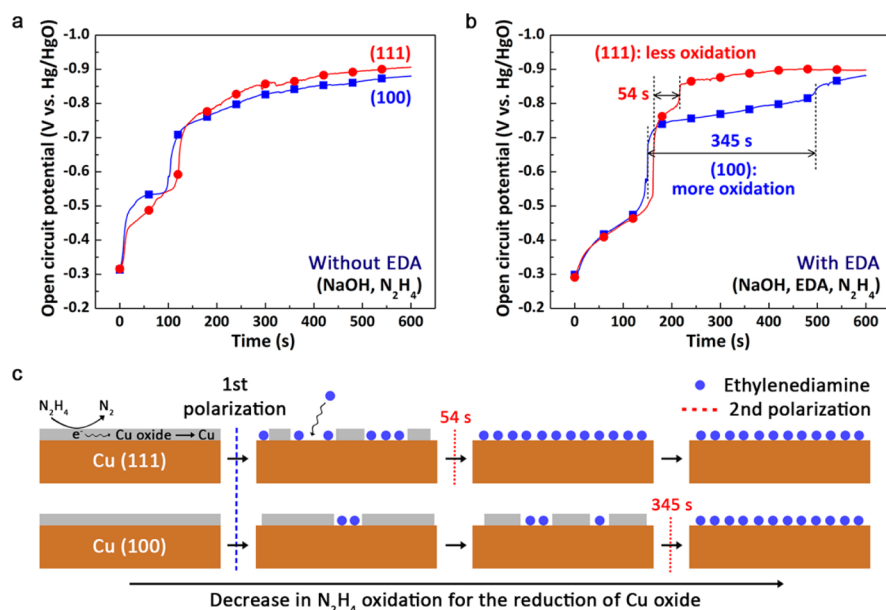 a
Open circuit potential (V vs. Hg/HgO)
-1.0
-0.9
-0.8
-0.7
-0.6
-0.5
-0.4
-0.3
-0.2
(111)
(100)
Without EDA
(NaOH, N₂H₄)
0 100 200 300 400 500 600
Time (s)
b
Open circuit potential (V vs. Hg/HgO)
-1.0
-0.9
-0.8
-0.7
-0.6
-0.5
-0.4
-0.3
-0.2
(111): less oxidation
54 s
345 s
(100):
more oxidation
With EDA
(NaOH, EDA, N₂H₄)
0 100 200 300 400 500 600
Time (s)
c
N₂H₄ N₂
e⁻ Cu oxide Cu
Cu (111)
1st
polarization
54 s
Ethylenediamine
2nd polarization
Cu (100)
345 s
Decrease in N₂H₄ oxidation for the reduction of Cu oxide